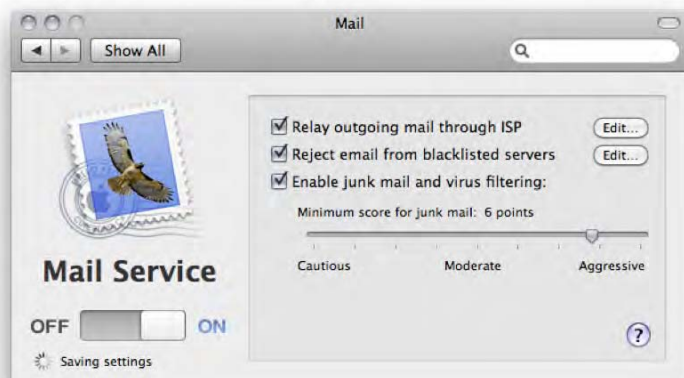 Mail
Show All
Relay outgoing mail through ISP Edit...
Reject email from blacklisted servers Edit...
Enable junk mail and virus filtering:
Minimum score for junk mail: 6 points
Cautious Moderate Aggressive
Mail Service
OFF ON
?
Saving settings